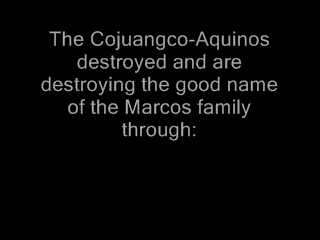 The Cojuangco-Aquinos
destroyed and are
destroying the good name
of the Marcos family
through: